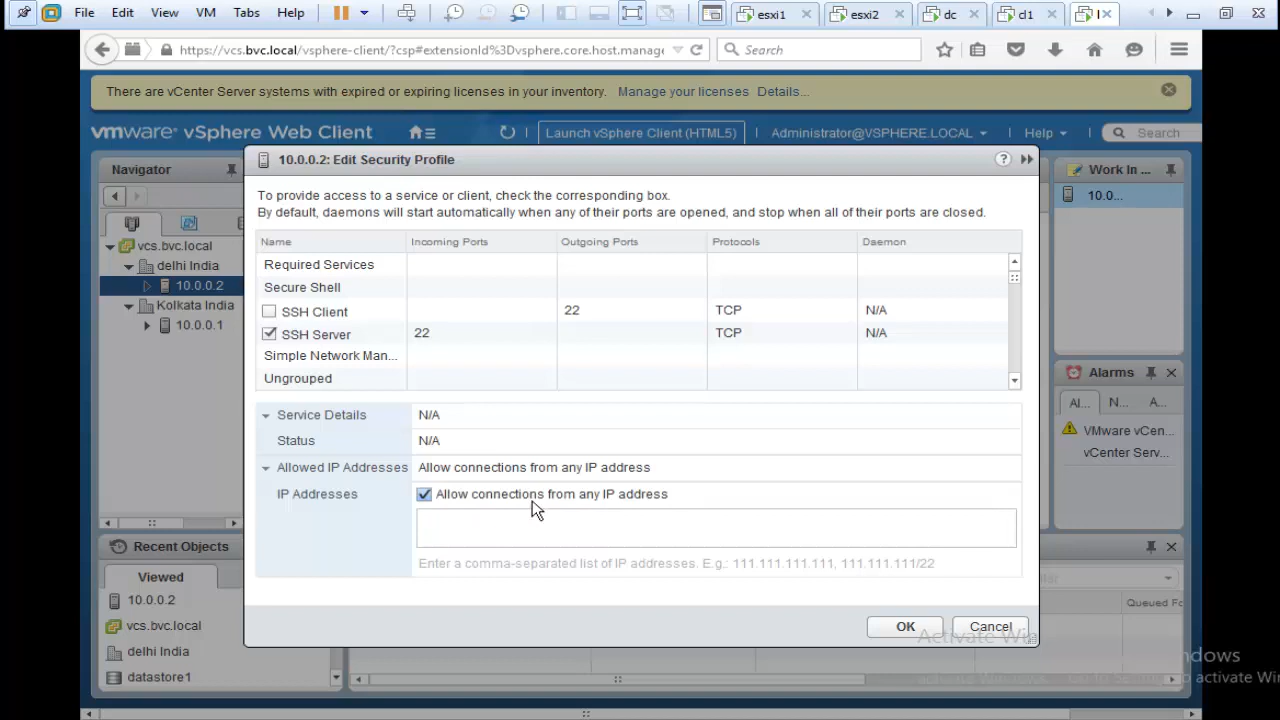 File Edit View VM Tabs Help esxi1 esxi2 dc cl1 l
https://vcs.bvc.local/vsphere-client/?csp#extensionId%3Dvsphere.core.host.manage Search
There are vCenter Server systems with expired or expiring licenses in your inventory. Manage your licenses Details...
vmware® vSphere Web Client Launch vSphere Client (HTML5) Administrator@VSPHERE.LOCAL Help Search
Navigator
10.0.0.2: Edit Security Profile
Work In ...
10.0...
To provide access to a service or client, check the corresponding box.
By default, daemons will start automatically when any of their ports are opened, and stop when all of their ports are closed.
vcs.bvc.local
delhi India
10.0.0.2
Kolkata India
10.0.0.1
Name Incoming Ports Outgoing Ports Protocols Daemon
Required Services
Secure Shell
SSH Client 22 TCP N/A
SSH Server 22 TCP N/A
Simple Network Man...
Ungrouped
Service Details N/A
Status N/A
Allowed IP Addresses Allow connections from any IP address
IP Addresses Allow connections from any IP address
Enter a comma-separated list of IP addresses. E.g.: 111.111.111.111, 111.111.111/22
OK Cancel
Alarms
Al... N... A...
VMware vCen...
vCenter Serv...
Recent Objects
Viewed
10.0.0.2
vcs.bvc.local
delhi India
datastore1
Queued Fo
Activate Windows
to activate Win